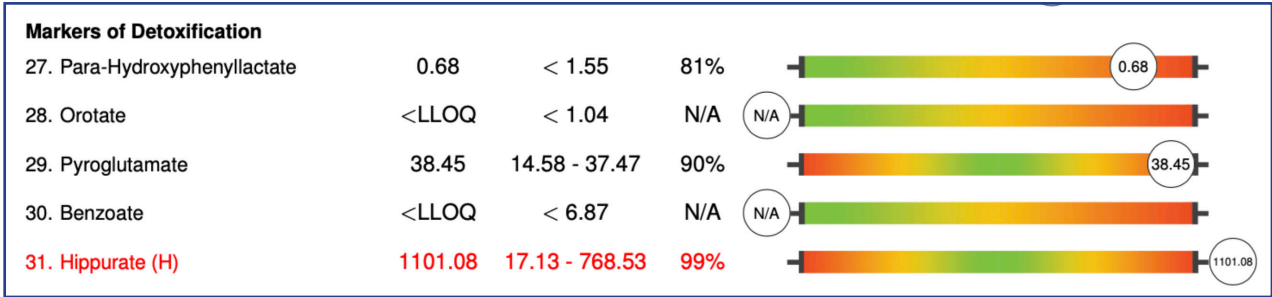 Markers of Detoxification
27. Para-Hydroxyphenyllactate 0.68 < 1.55 81% 0.68
28. Orotate <LLOQ < 1.04 N/A N/A
29. Pyroglutamate 38.45 14.58 - 37.47 90% 38.45
30. Benzoate <LLOQ < 6.87 N/A N/A
31. Hippurate (H) 1101.08 17.13 - 768.53 99% 1101.08